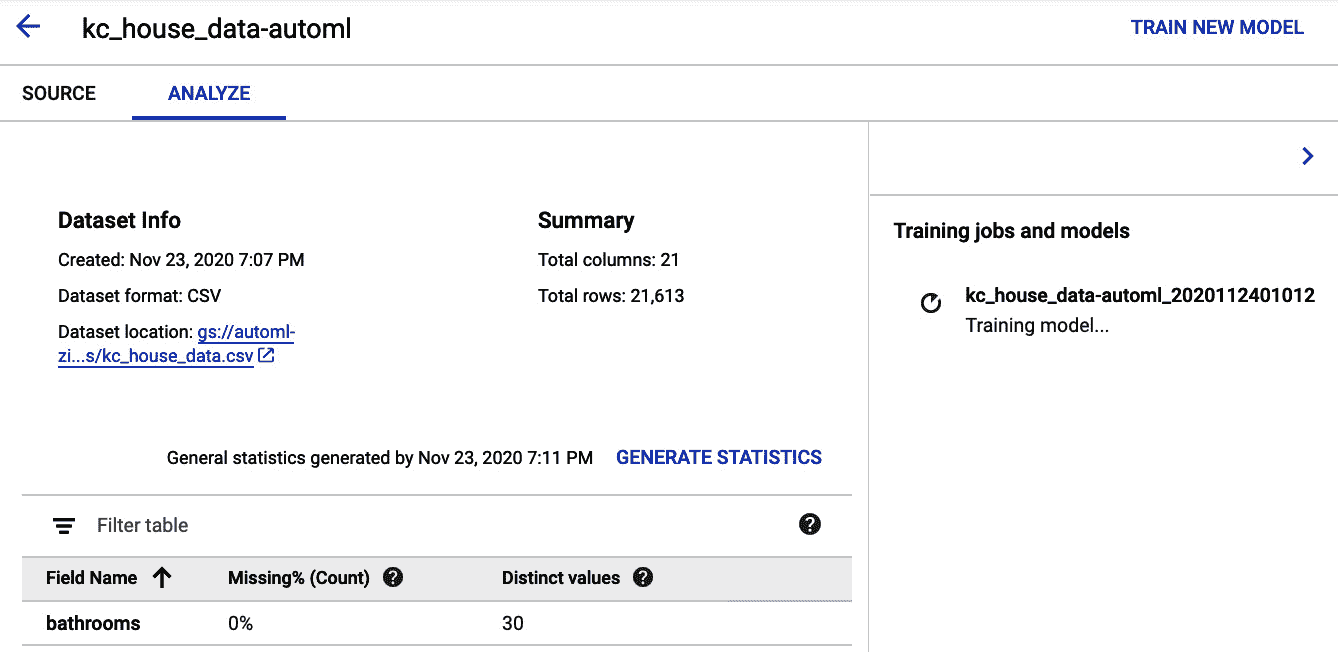 kc_house_data-automl
TRAIN NEW MODEL
SOURCE
ANALYZE
Dataset Info
Created: Nov 23, 2020 7:07 PM
Dataset format: CSV
Dataset location: gs://automl-
zi...s/kc_house_data.csv
Summary
Total columns: 21
Total rows: 21,613
General statistics generated by Nov 23, 2020 7:11 PM
GENERATE STATISTICS
Filter table
Field Name
Missing% (Count)
Distinct values
bathrooms
0%
30
Training jobs and models
kc_house_data-automl_2020112401012
Training model...